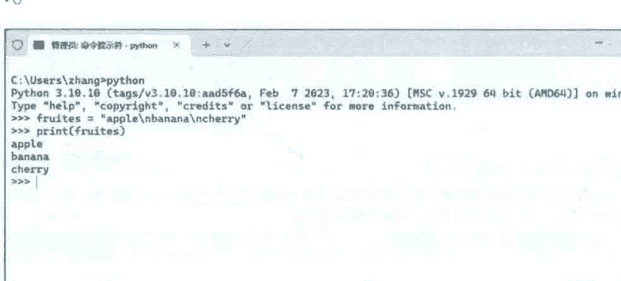 管理员: 命令提示符 - python
C:\Users\zhang>python
Python 3.10.10 (tags/v3.10.10:aad5f6a, Feb  7 2023, 17:20:36) [MSC v.1929 64 bit (AMD64)] on win
Type "help", "copyright", "credits" or "license" for more information.
>>> fruites = "apple\nbanana\ncherry"
>>> print(fruites)
apple
banana
cherry
>>>